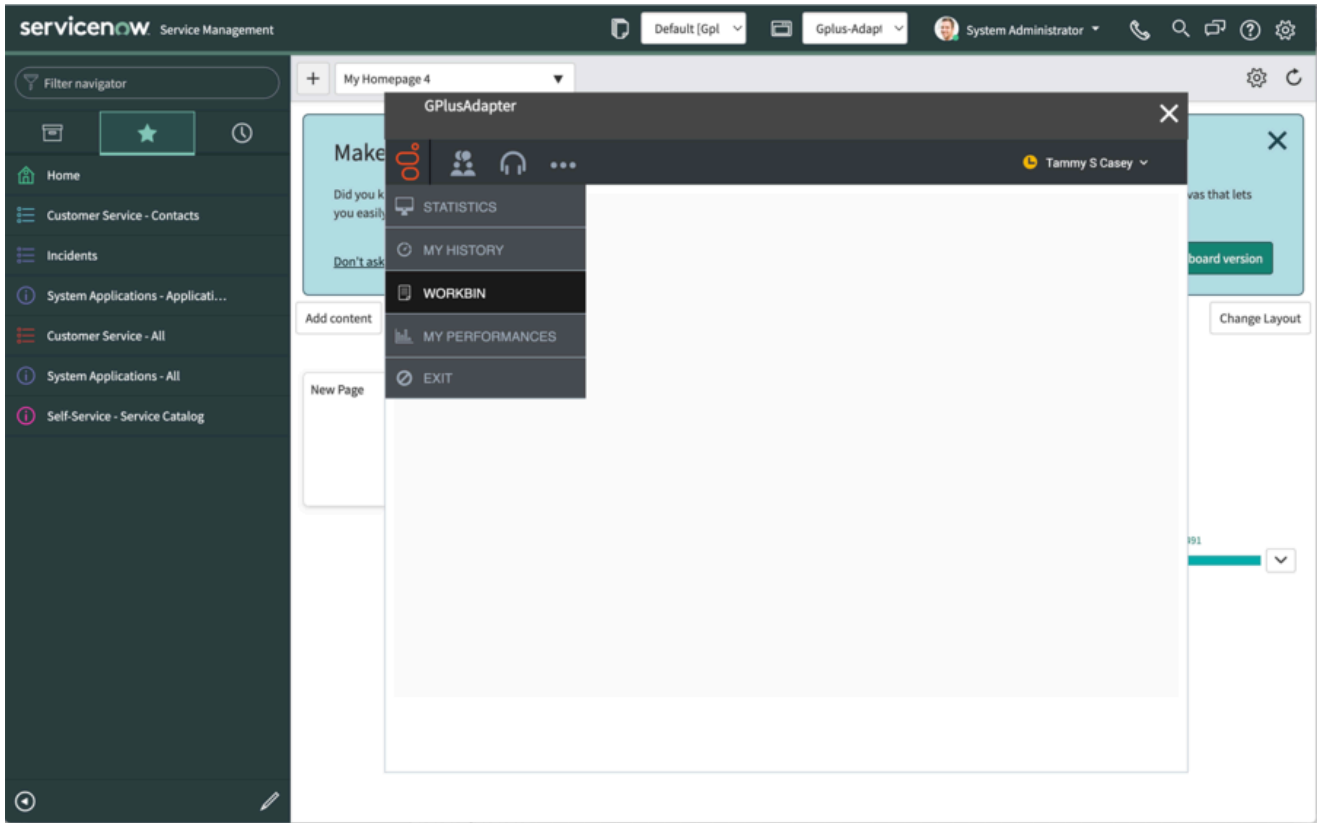 servicenow. Service Management
Default [Gpl
Gplus-Adapt
System Administrator
Filter navigator
Home
Customer Service - Contacts
Incidents
System Applications - Applicati...
Customer Service - All
System Applications - All
Self-Service - Service Catalog
My Homepage 4
GPlusAdapter
Make
Did you k
you easily
vas that lets
Don't ask
board version
Tammy S Casey
STATISTICS
MY HISTORY
WORKBIN
MY PERFORMANCES
EXIT
Add content
Change Layout
New Page
491